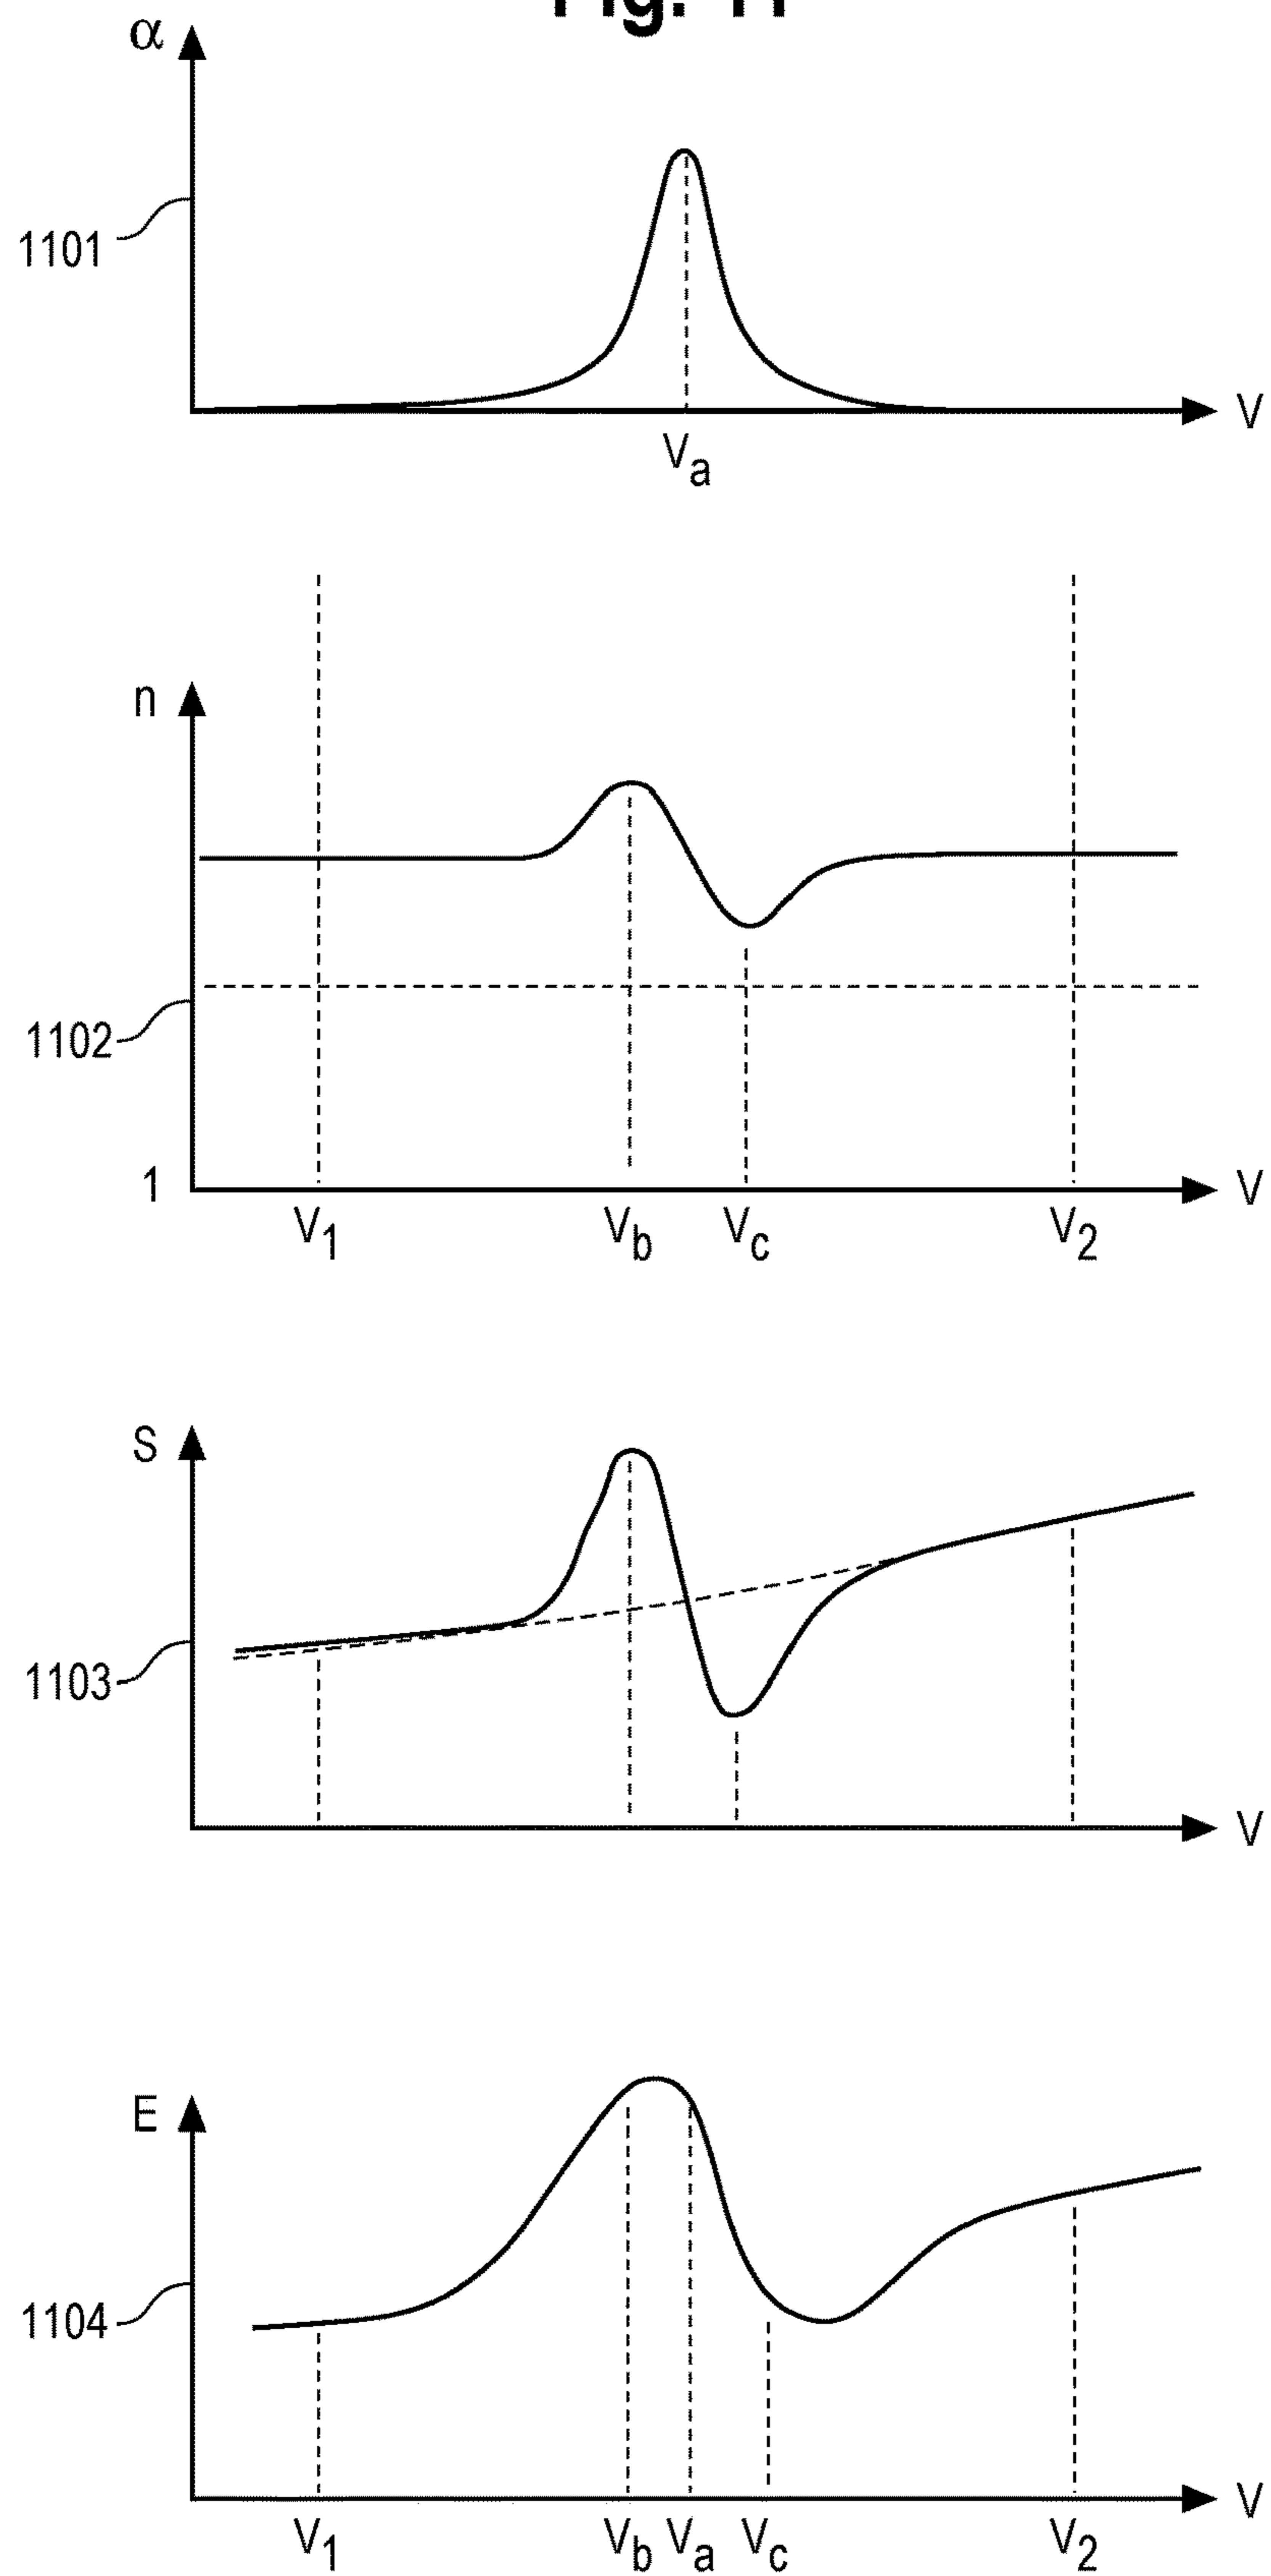 Fig. 11
α
1101
V
Va
n
1102
1
V
V1 Vb Vc V2
S
1103
V
E
1104
V
V1 Vb Va Vc V2